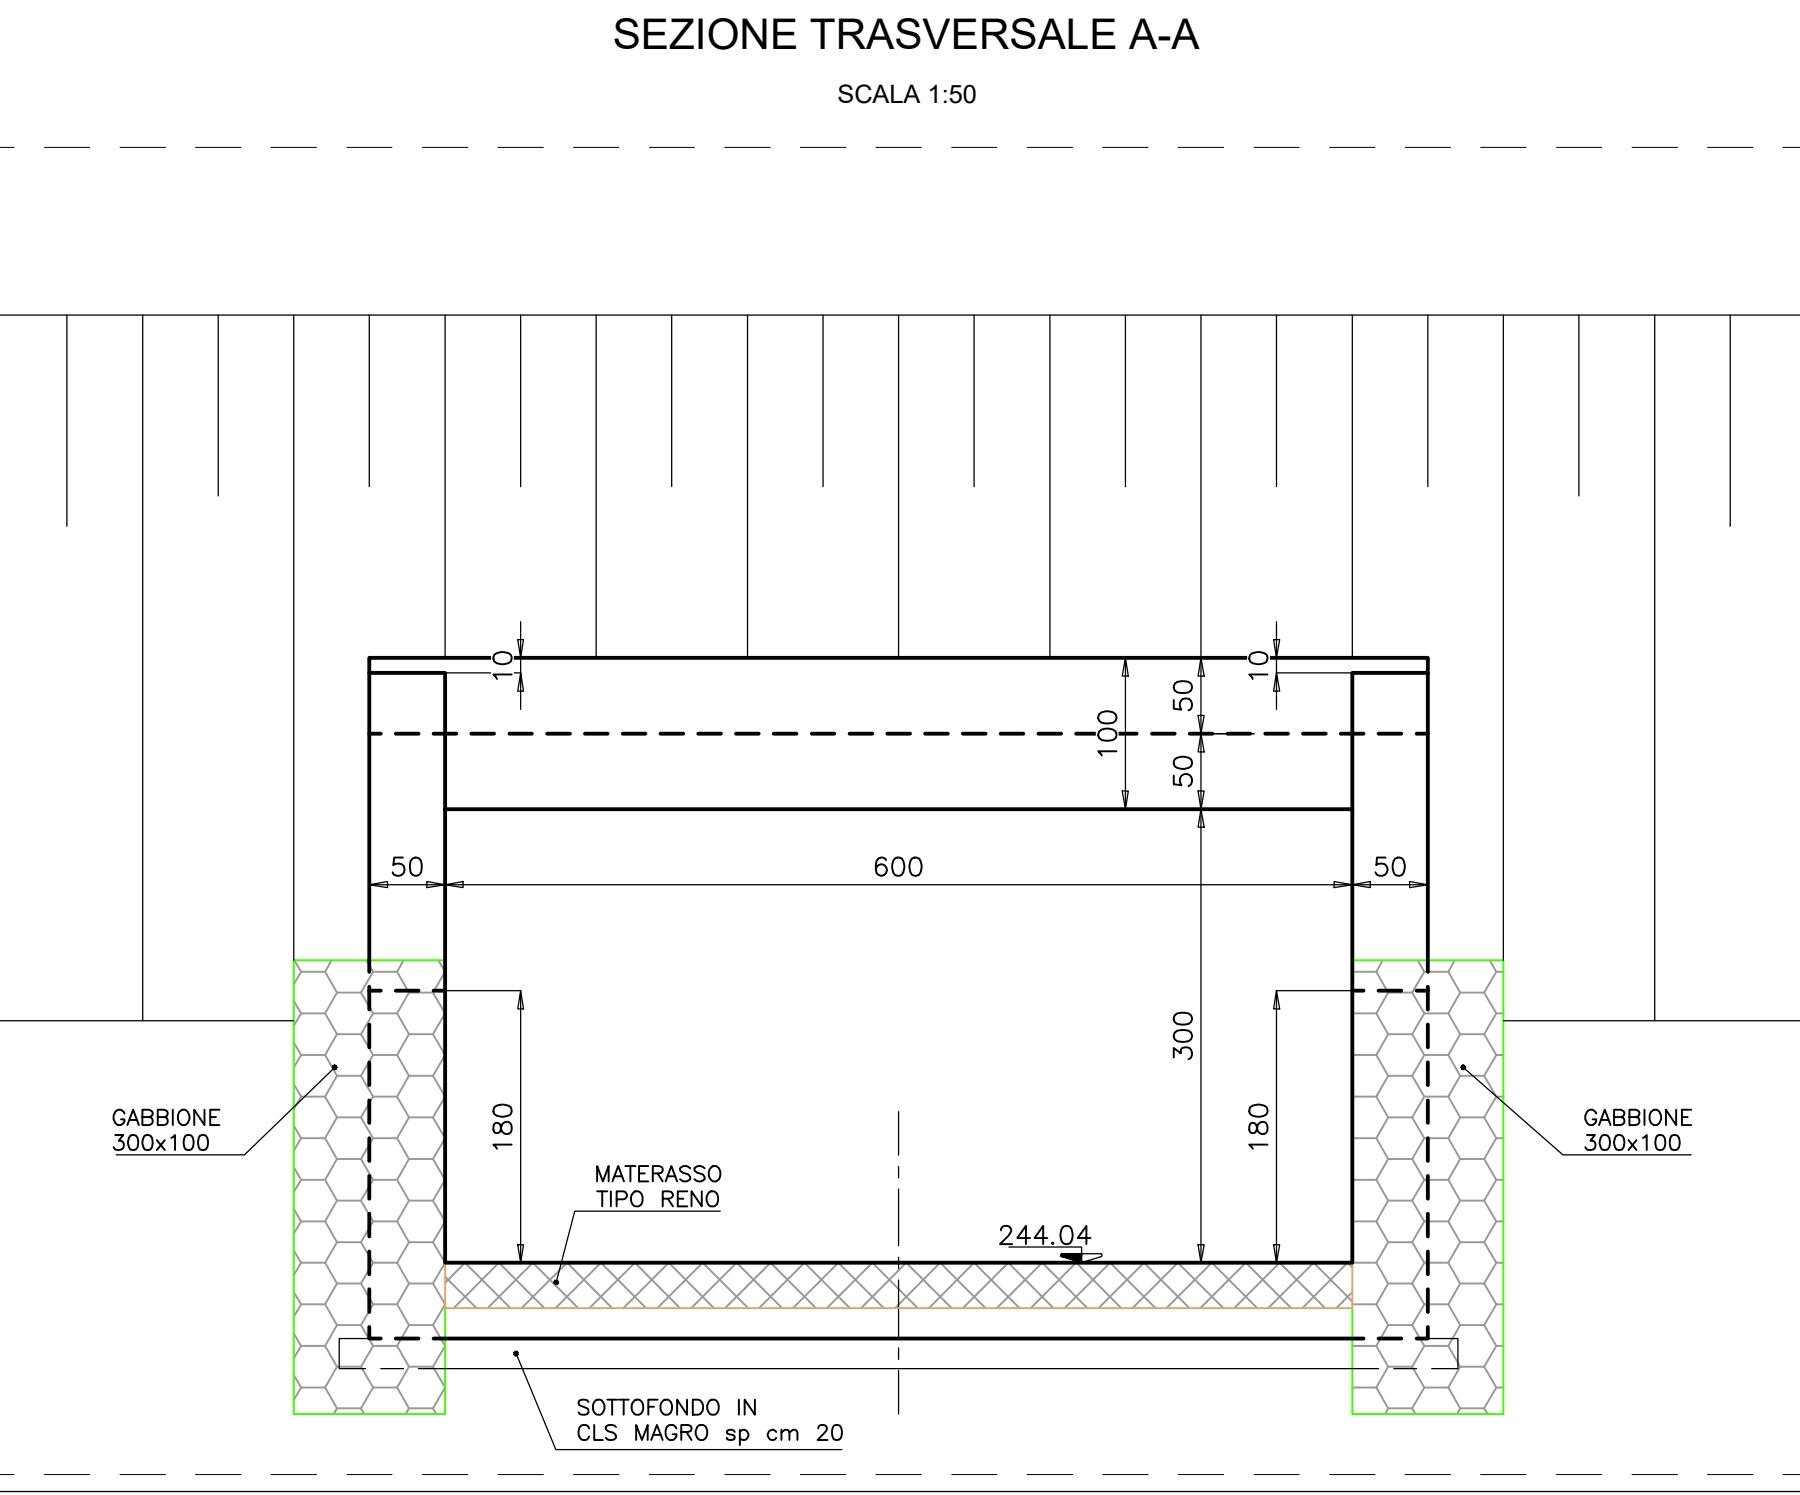 SEZIONE TRASVERSALE A-A
SCALA 1:50
10
10
50
100
50
50
600
50
300
180
180
GABBIONE
300x100
GABBIONE
300x100
MATERASSO
TIPO RENO
244.04
SOTTOFONDO IN
CLS MAGRO sp cm 20